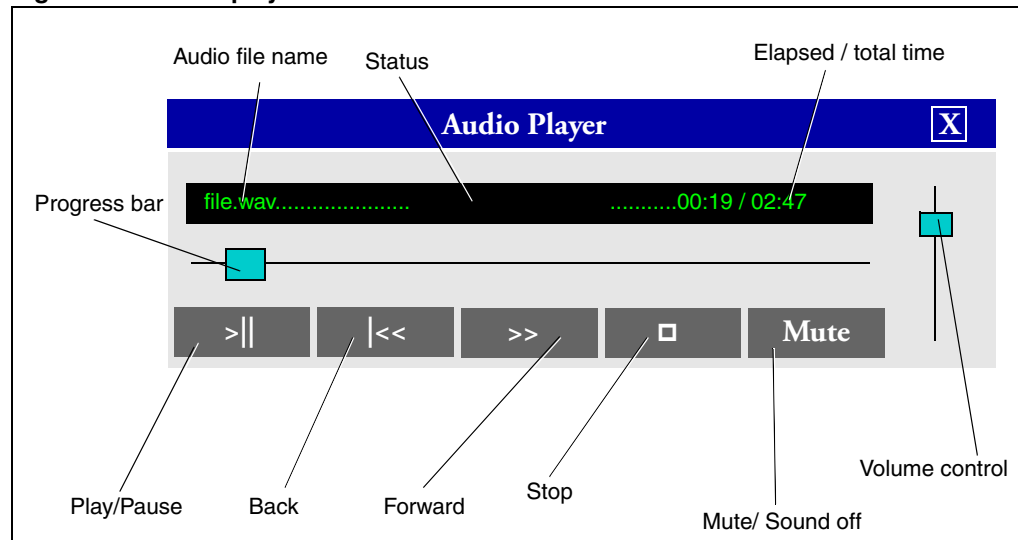 Audio file name
Status
Elapsed / total time
Audio Player
X
Progress bar
file.wav...................... ...........00:19 / 02:47
>|| |<< >> Mute
Volume control
Play/Pause
Back
Forward
Stop
Mute/ Sound off